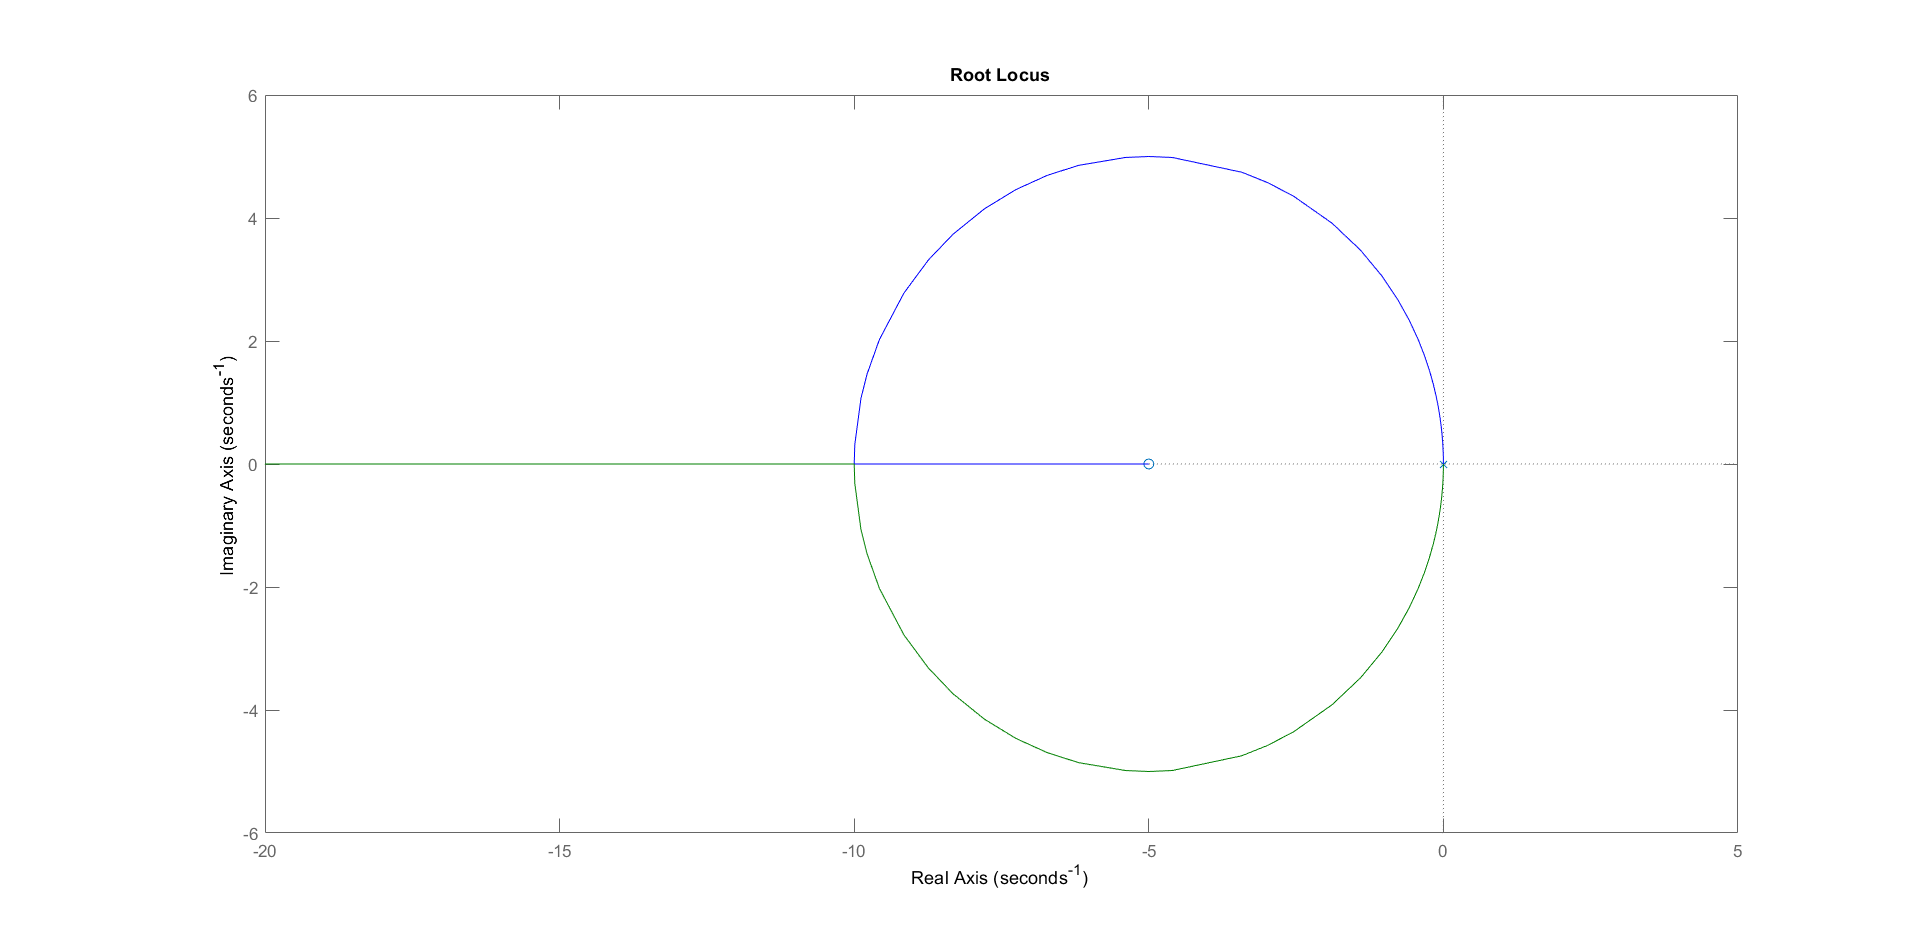 Root Locus
6
4
2
0
-2
-4
-6
Imaginary Axis (seconds⁻¹)
-20 -15 -10 -5 0 5
Real Axis (seconds⁻¹)